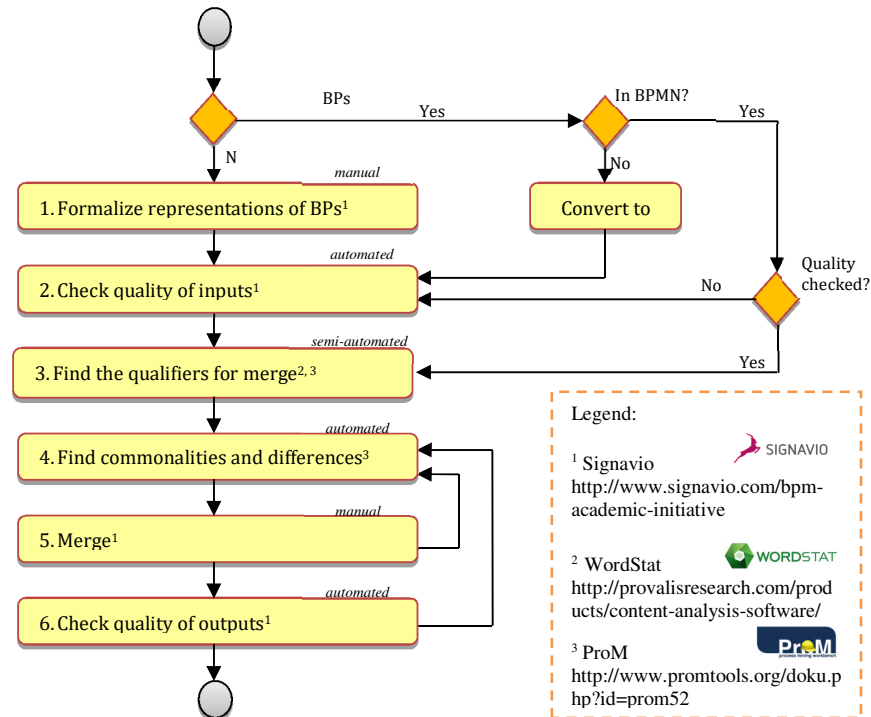 BPs
Yes
In BPMN?
Yes
N
No
manual
1. Formalize representations of BPs¹
Convert to
automated
2. Check quality of inputs¹
No
Quality
checked?
semi-automated
3. Find the qualifiers for merge², ³
Yes
automated
4. Find commonalities and differences³
manual
5. Merge¹
automated
6. Check quality of outputs¹
Legend:
¹ Signavio
SIGNAVIO
http://www.signavio.com/bpm-
academic-initiative
² WordStat
WORDSTAT
http://provalisresearch.com/prod
ucts/content-analysis-software/
³ ProM
ProM
process mining workbench
http://www.promtools.org/doku.p
hp?id=prom52